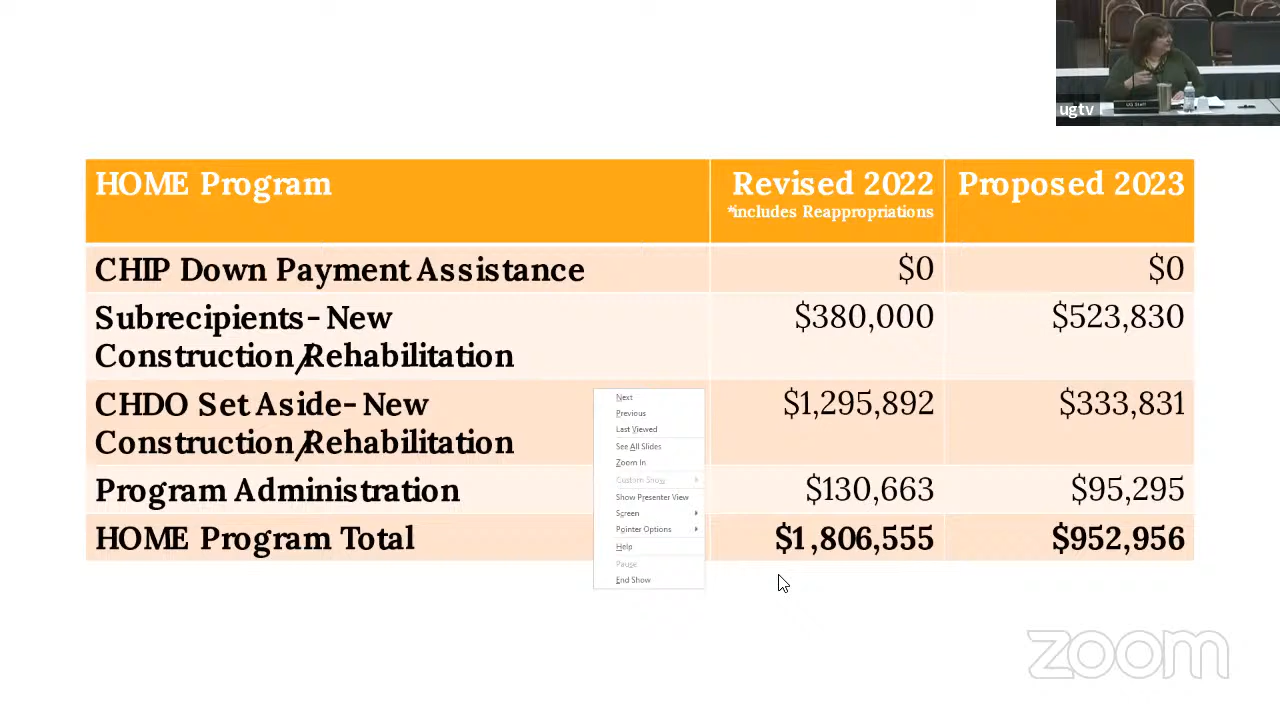 UG Staff
ugtv
HOME Program
Revised 2022
*includes Reappropriations
Proposed 2023
CHIP Down Payment Assistance
$0
$0
Subrecipients- New
Construction/Rehabilitation
$380,000
$523,830
CHDO Set Aside- New
Construction/Rehabilitation
$1,295,892
$333,831
Program Administration
$130,663
$95,295
HOME Program Total
$1,806,555
$952,956
Next
Previous
Last Viewed
See All Slides
Zoom In
Custom Show
Show Presenter View
Screen
Pointer Options
Help
Pause
End Show
zoom